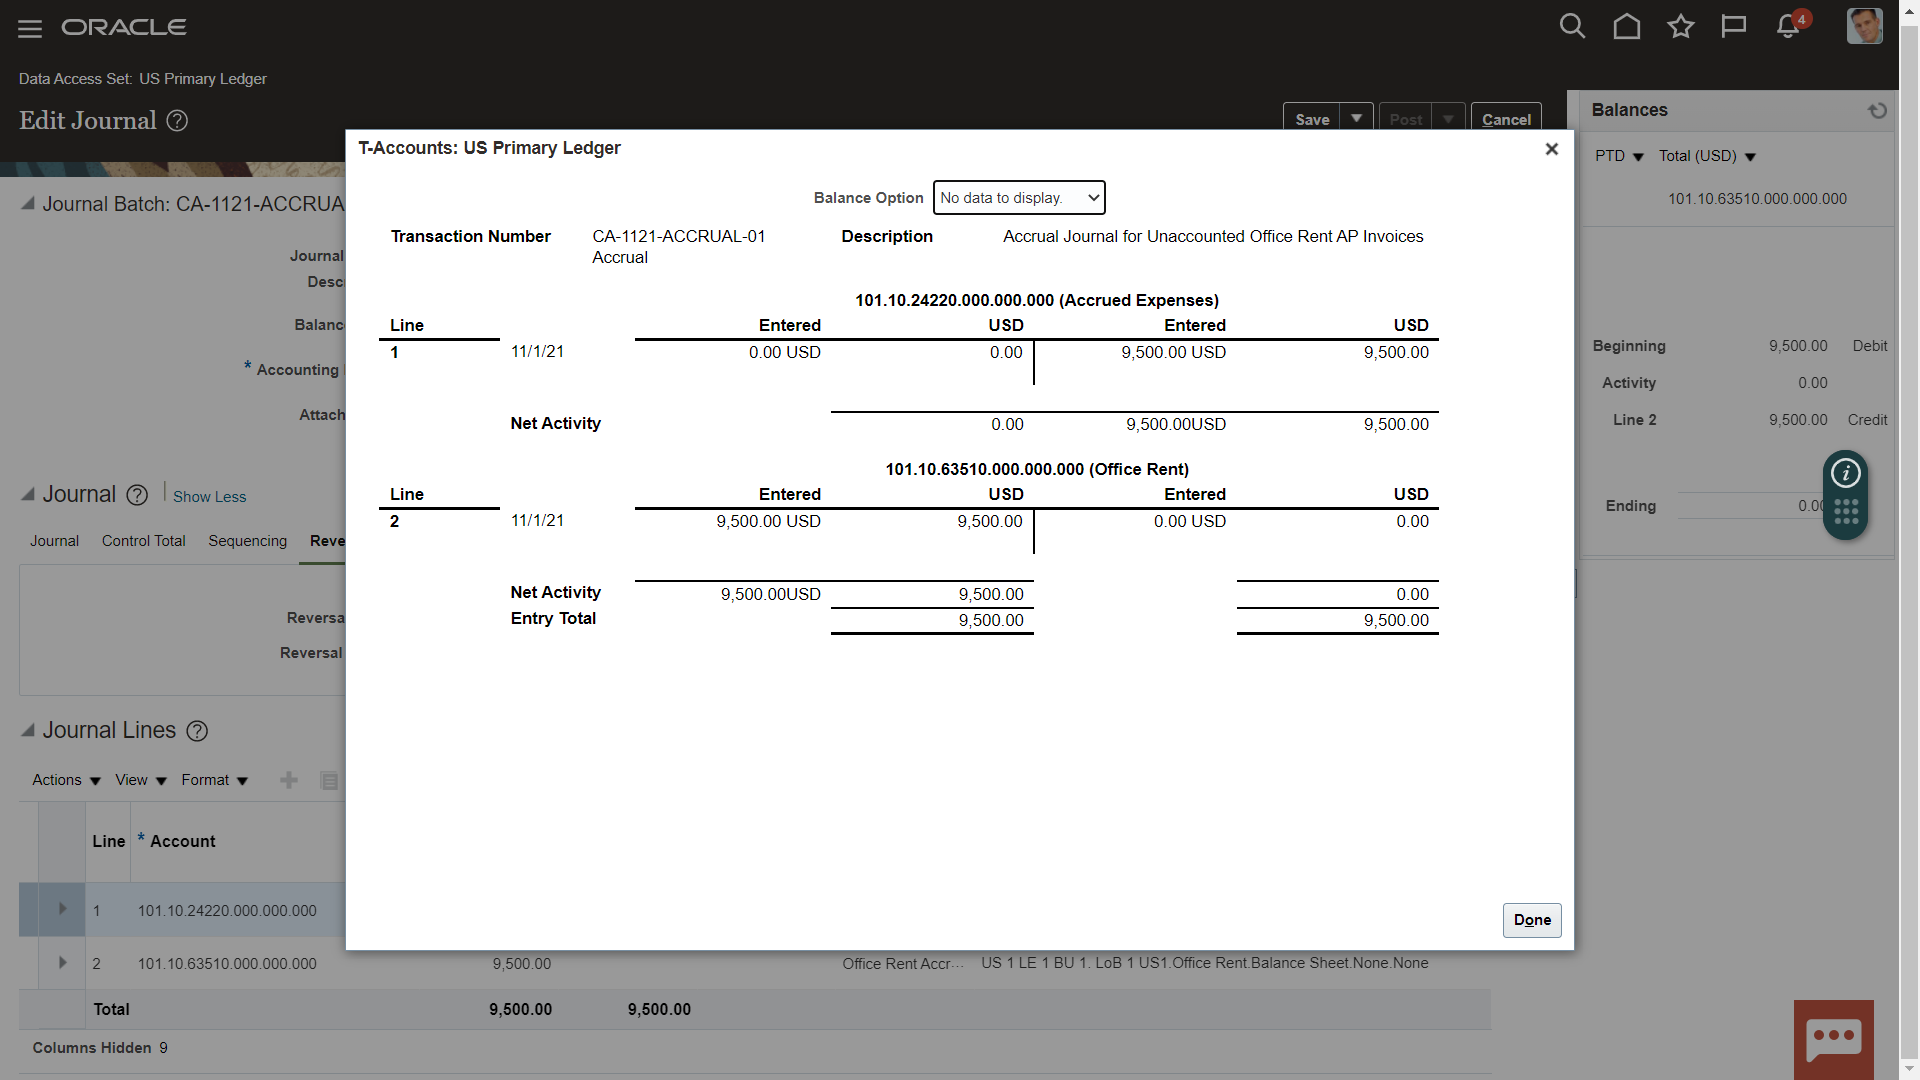 ORACLE
4
Data Access Set: US Primary Ledger
Edit Journal ?
Save Post Cancel
Balances
PTD Total (USD)
101.10.63510.000.000.000
Beginning 9,500.00 Debit
Activity 0.00
Line 2 9,500.00 Credit
Ending
i
Journal Batch: CA-1121-ACCRUA
Journal
Balance
* Accounting
Journal ? Show Less
Journal Control Total Sequencing
Reversal
Journal Lines ?
Actions View Format
Line * Account
1 101.10.24220.000.000.000
2 101.10.63510.000.000.000 9,500.00 Office Rent Accr... US 1 LE 1 BU 1. LoB 1 US1.Office Rent.Balance Sheet.None.None
Total 9,500.00 9,500.00
Columns Hidden 9
T-Accounts: US Primary Ledger
Balance Option No data to display.
Transaction Number CA-1121-ACCRUAL-01 Description Accrual Journal for Unaccounted Office Rent AP Invoices
Accrual
101.10.24220.000.000.000 (Accrued Expenses)
Line Entered USD Entered USD
1 11/1/21 0.00 USD 0.00 9,500.00 USD 9,500.00
Net Activity 0.00 9,500.00USD 9,500.00
101.10.63510.000.000.000 (Office Rent)
Line Entered USD Entered USD
2 11/1/21 9,500.00 USD 9,500.00 0.00 USD 0.00
Net Activity 9,500.00USD 9,500.00 0.00
Entry Total 9,500.00 9,500.00
Done